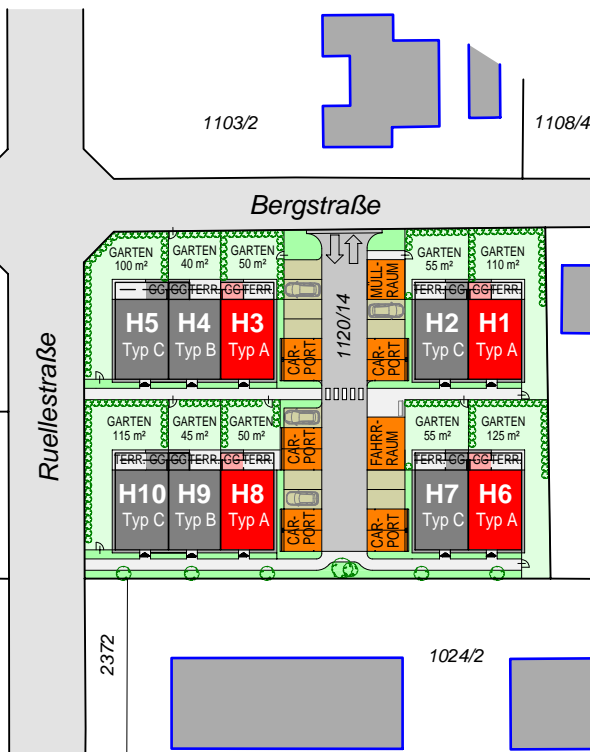 1103/2
1108/4
Bergstraße
Ruellestraße
GARTEN
100 m²
GARTEN
40 m²
GARTEN
50 m²
GARTEN
55 m²
GARTEN
110 m²
MÜLL-
RAUM
1120/14
GG
GG
TERR.
GG
TERR.
TERR.
GG
GG
TERR.
H5
Typ C
H4
Typ B
H3
Typ A
H2
Typ C
H1
Typ A
CAR-
PORT
CAR-
PORT
GARTEN
115 m²
GARTEN
45 m²
GARTEN
50 m²
GARTEN
55 m²
GARTEN
125 m²
CAR-
PORT
FAHRR-
RAUM
TERR.
GG
GG
TERR.
GG
TERR.
TERR.
GG
GG
TERR.
H10
Typ C
H9
Typ B
H8
Typ A
H7
Typ C
H6
Typ A
CAR-
PORT
CAR-
PORT
2372
1024/2